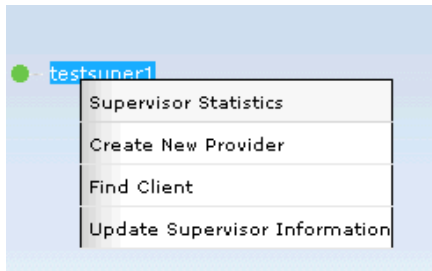 testsuper1
Supervisor Statistics
Create New Provider
Find Client
Update Supervisor Information